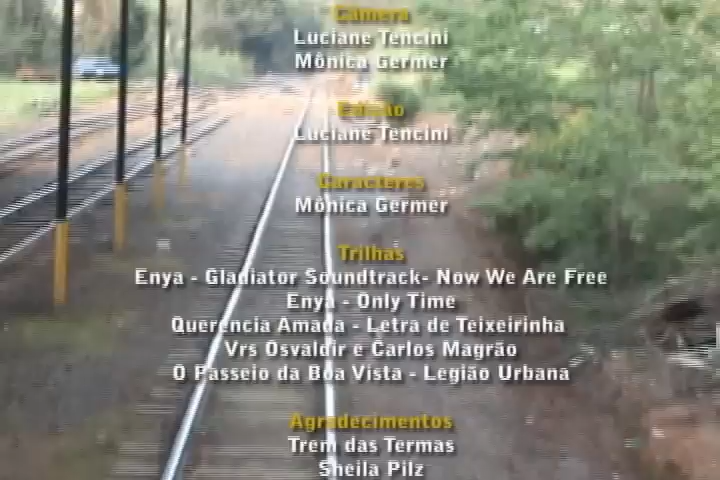 Câmera
Luciane Tencini
Mônica Germer
Edição
Luciane Tencini
Caracteres
Mônica Germer
Trilhas
Enya - Gladiator Soundtrack- Now We Are Free
Enya - Only Time
Querência Amada - Letra de Teixeirinha
Vrs Osvaldir e Carlos Magrão
O Passeio da Boa Vista - Legião Urbana
Agradecimentos
Trem das Termas
Sheila Pilz